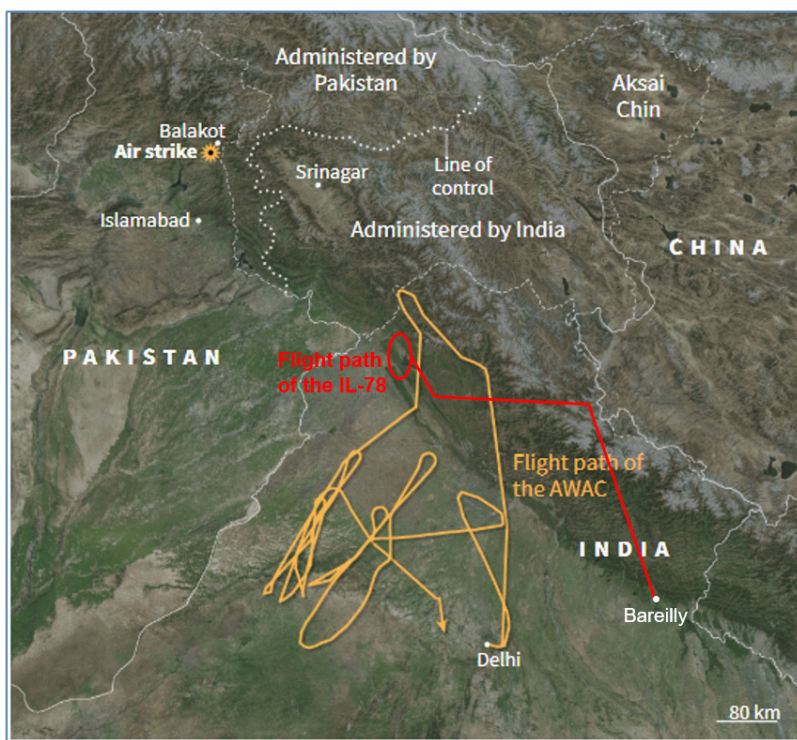 Administered by
Pakistan
Aksai
Chin
Balakot
Air strike
Srinagar
Line of
control
Islamabad
Administered by India
CHINA
PAKISTAN
Flight path
of the IL-78
Flight path of
the AWAC
INDIA
Bareilly
Delhi
80 km